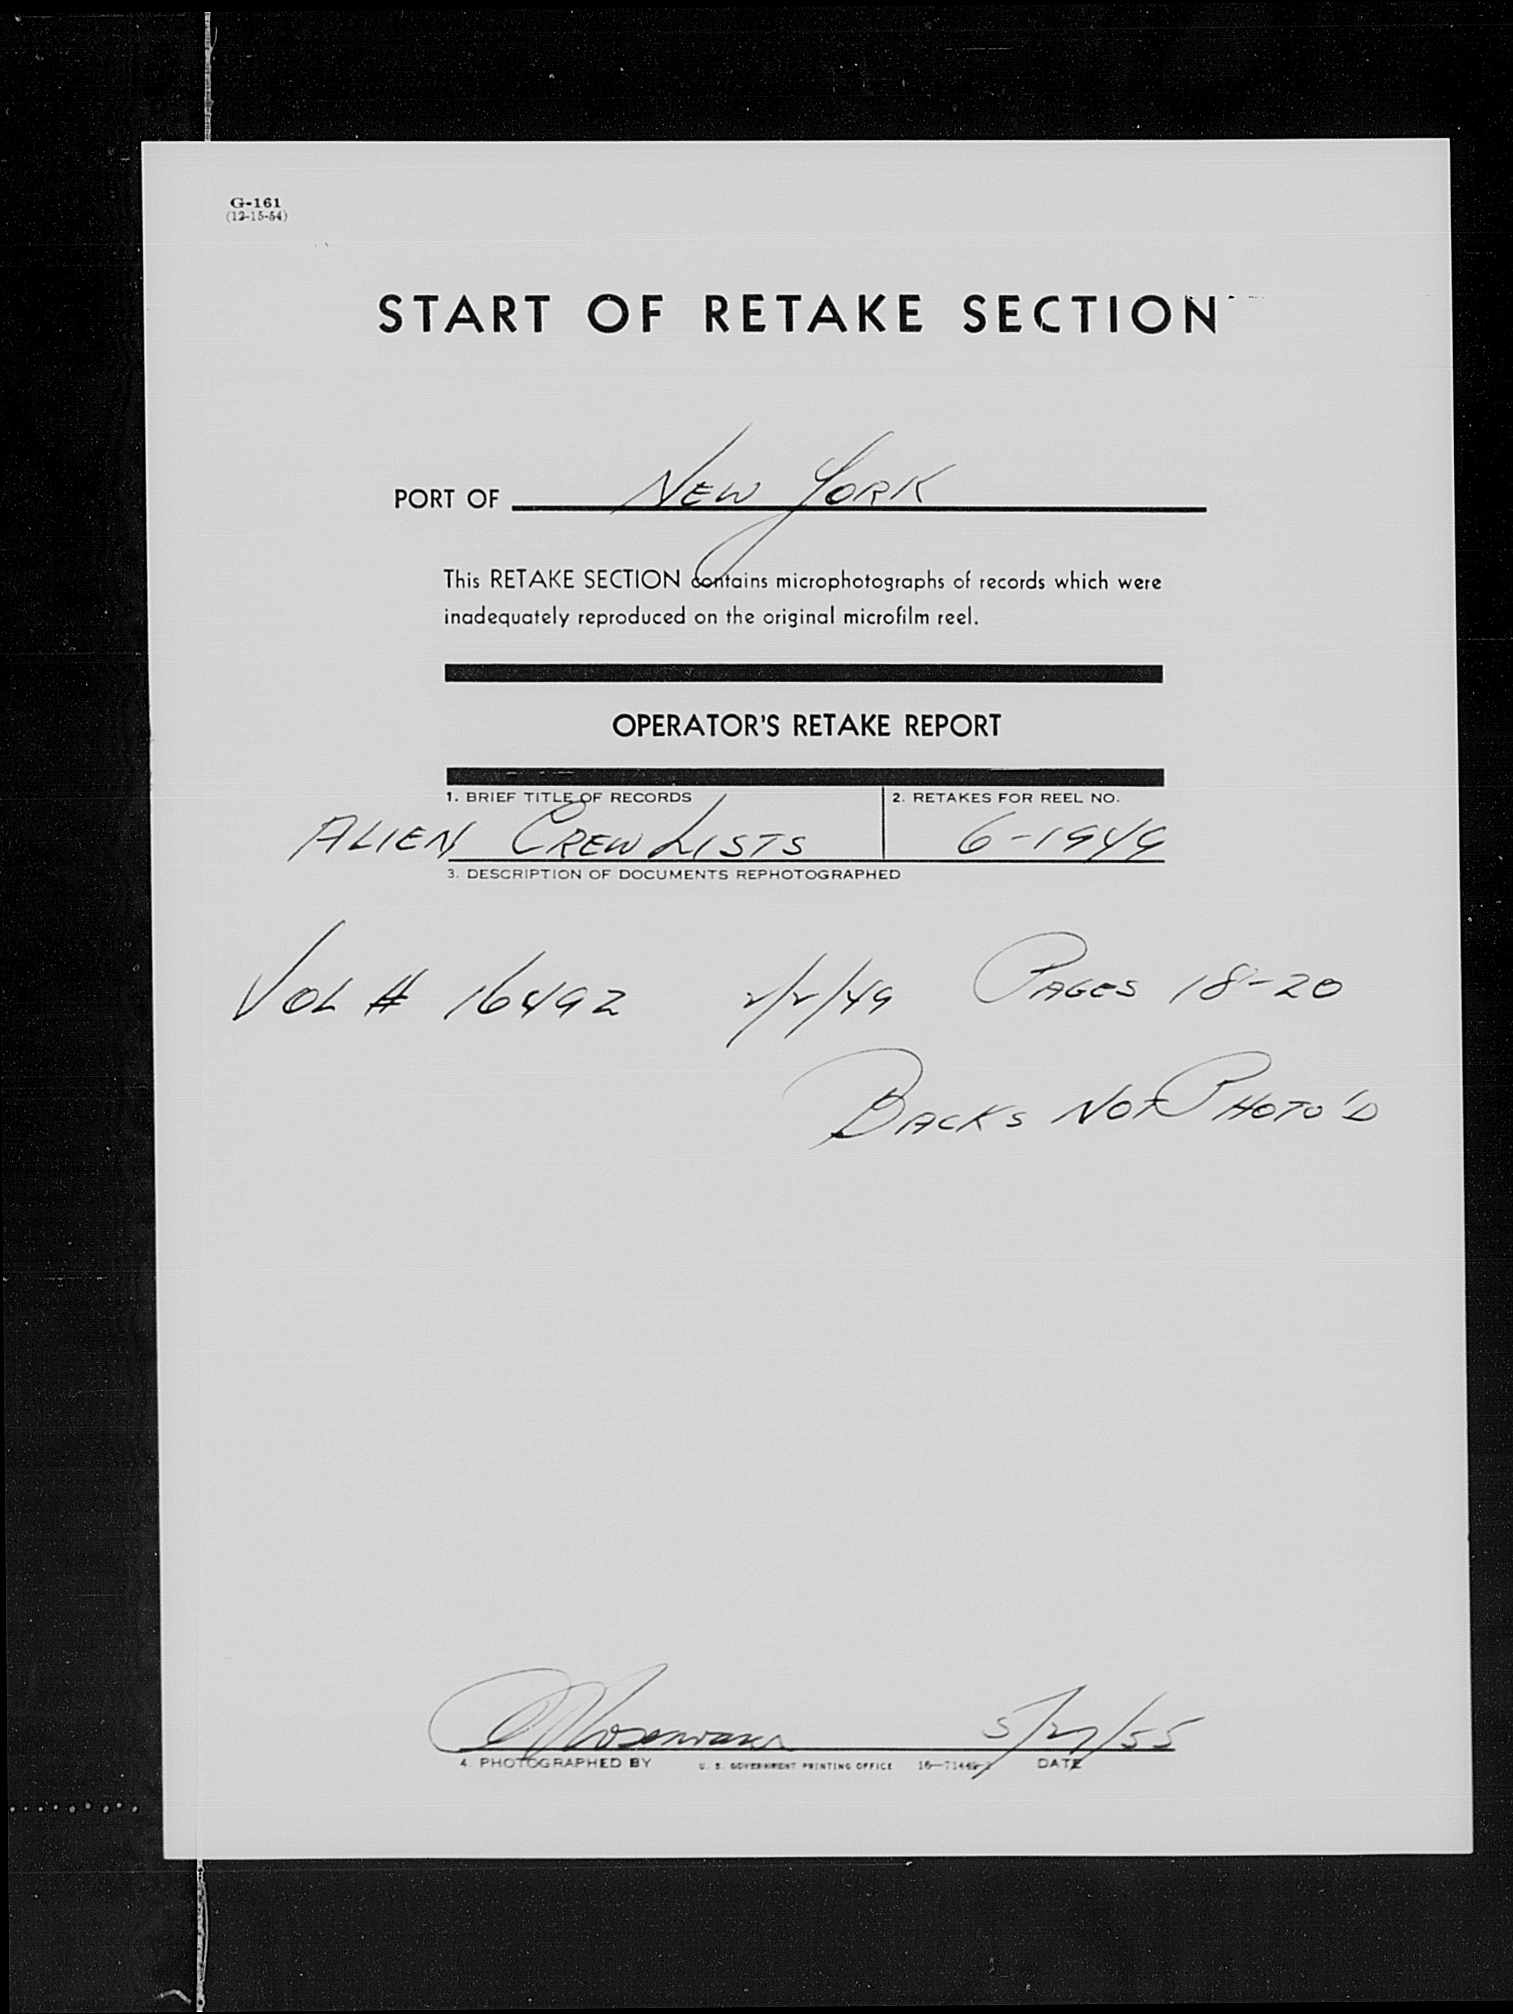 G-161
(12-15-54)
START OF RETAKE SECTION
PORT OF NEW YORK
This RETAKE SECTION contains microphotographs of records which were
inadequately reproduced on the original microfilm reel.
OPERATOR'S RETAKE REPORT
1. BRIEF TITLE OF RECORDS 2. RETAKES FOR REEL NO.
ALIEN CREW LISTS 6-1949
3. DESCRIPTION OF DOCUMENTS REPHOTOGRAPHED
VOL # 16492 2/2/49 PAGES 18-20
BACKS NOT PHOTO'D
5/27/55
4. PHOTOGRAPHED BY U. S. GOVERNMENT PRINTING OFFICE DATE